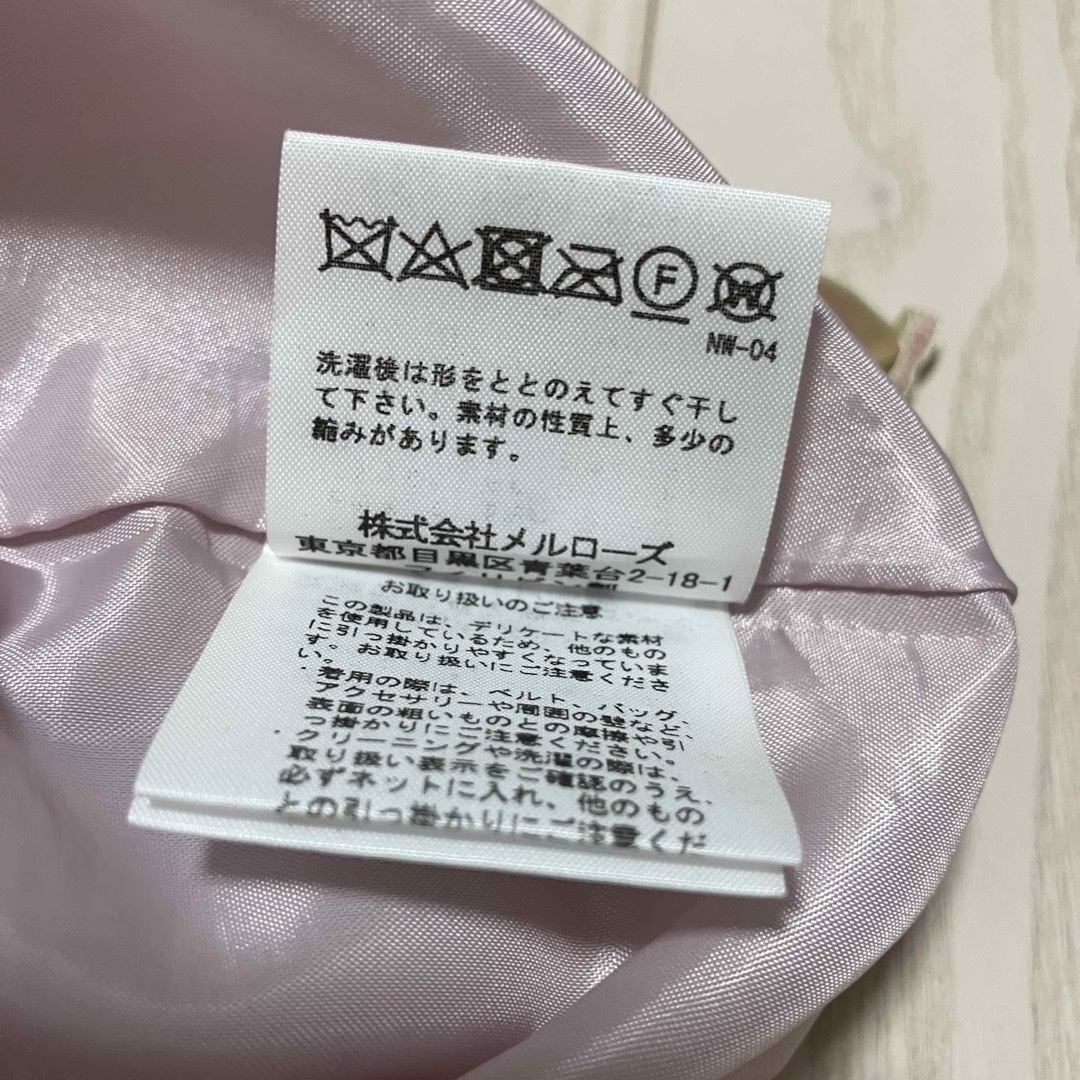 F
W
NW-04
洗濯後は形をととのえてすぐ干し
て下さい。素材の性質上、多少の
縮みがあります。
株式会社メルローズ
東京都目黒区青葉台2-18-1
お取り扱いのご注意
この製品は、デリケートな素材
を使用しているため、他のもの
に引っ掛かりやすくなっていま
す。お取り扱いにご注意くださ
い。
着用の際は、ベルト、バッグ、
アクセサリーや周囲の壁など、
表面の粗いものとの摩擦や引
っ掛かりにご注意ください。
クリーニングや洗濯の際は、
取り扱い表示をご確認のうえ、
必ずネットに入れ、他のもの
との引っ掛かりにご注意くだ